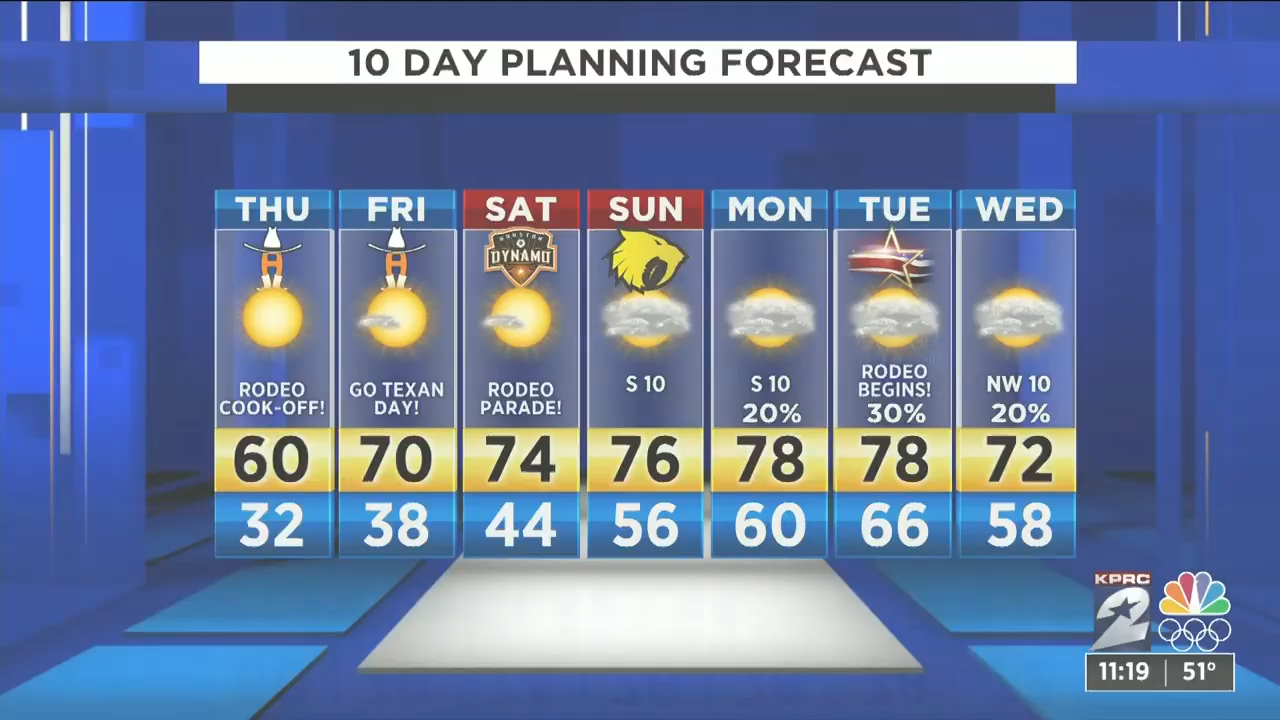 10 DAY PLANNING FORECAST
THU FRI SAT SUN MON TUE WED
HOUSTON
DYNAMO
RODEO
COOK-OFF!
GO TEXAN
DAY!
RODEO
PARADE!
S 10
S 10
20%
RODEO
BEGINS!
30%
NW 10
20%
60 70 74 76 78 78 72
32 38 44 56 60 66 58
KPRC
2
11:19 | 51°